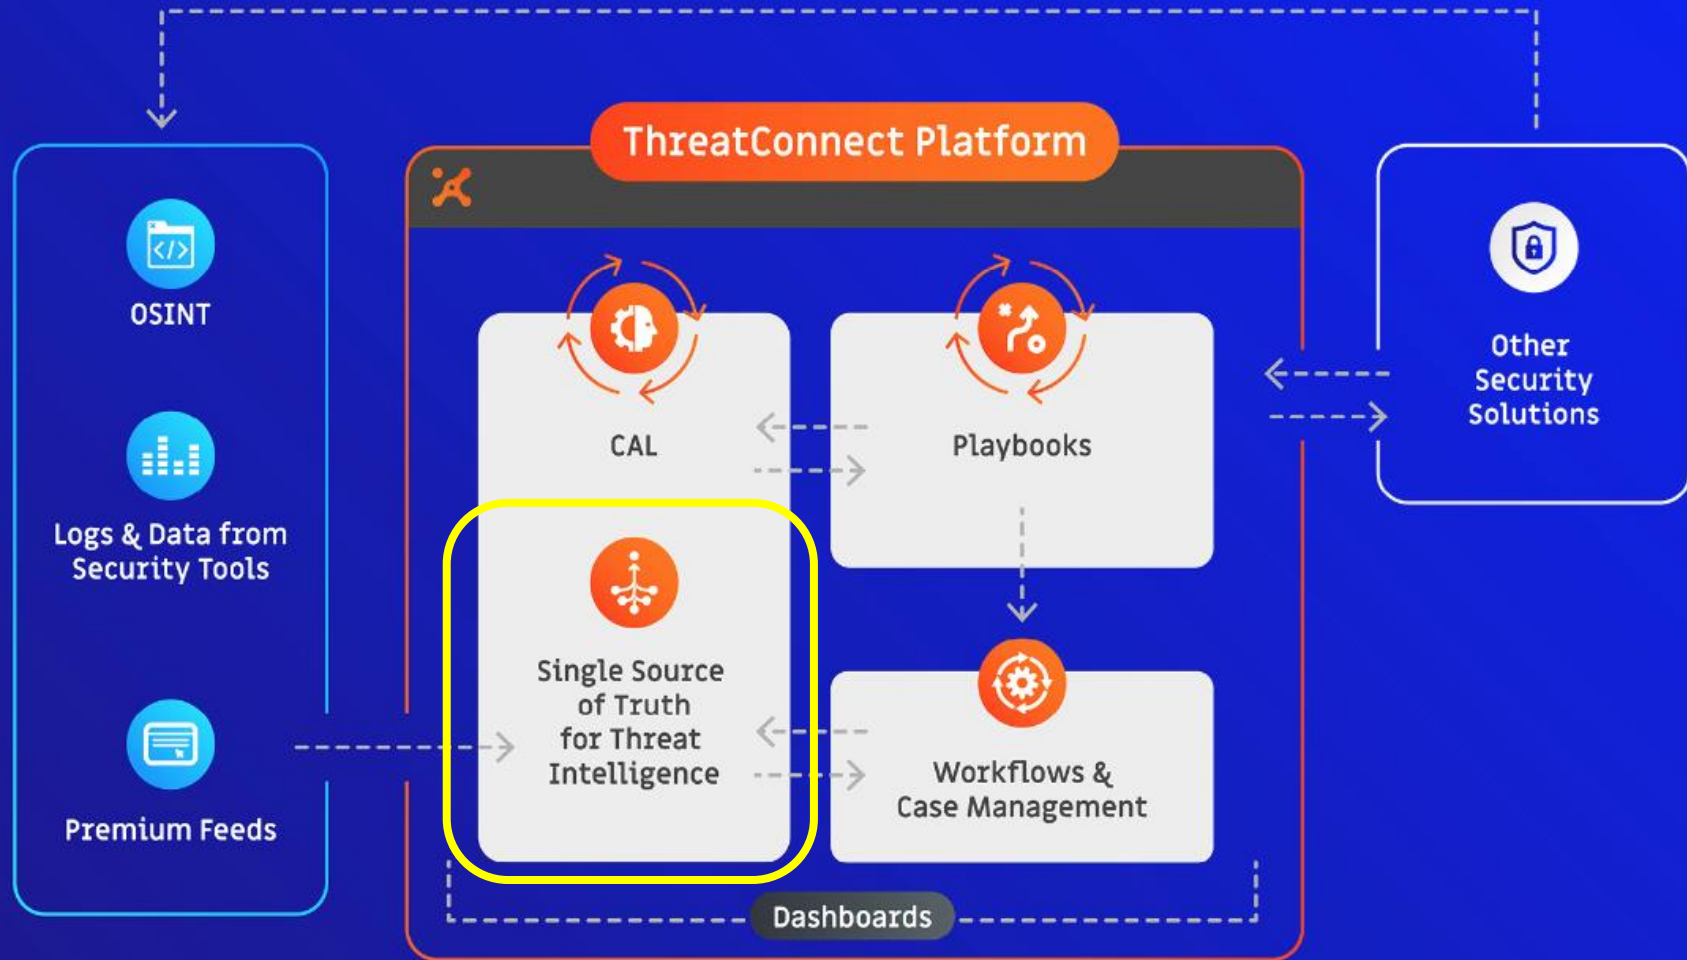 ThreatConnect Platform
OSINT
Logs & Data from
Security Tools
Premium Feeds
CAL
Single Source
of Truth
for Threat
Intelligence
Playbooks
Workflows &
Case Management
Dashboards
Other
Security
Solutions